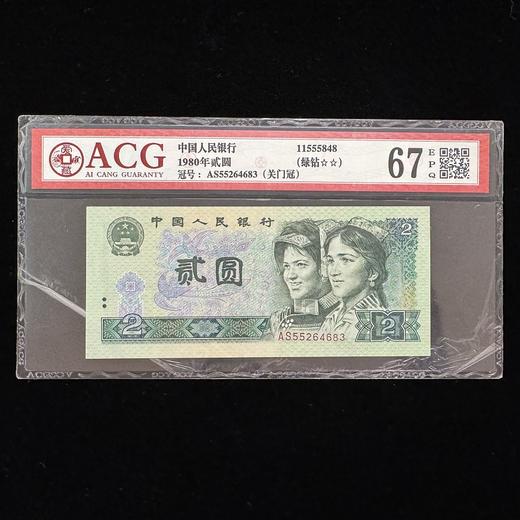 ACG
AI CANG GUARANTY
中国人民银行
1980年贰圆
冠号：AS55264683（关门冠）
11555848
（绿钻☆☆）
67
E
P
Q
中国人民银行
贰圆
2
2
2
AS55264683